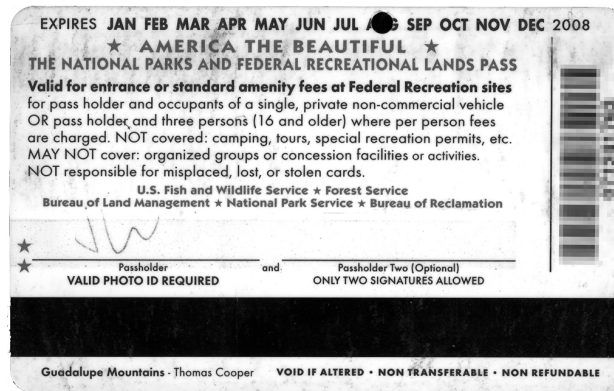 EXPIRES JAN FEB MAR APR MAY JUN JUL SEP OCT NOV DEC 2008
★ AMERICA THE BEAUTIFUL ★
THE NATIONAL PARKS AND FEDERAL RECREATIONAL LANDS PASS
Valid for entrance or standard amenity fees at Federal Recreation sites
for pass holder and occupants of a single, private non-commercial vehicle
OR pass holder and three persons (16 and older) where per person fees
are charged. NOT covered: camping, tours, special recreation permits, etc.
MAY NOT cover: organized groups or concession facilities or activities.
NOT responsible for misplaced, lost, or stolen cards.
U.S. Fish and Wildlife Service ★ Forest Service
Bureau of Land Management ★ National Park Service ★ Bureau of Reclamation
Passholder and Passholder Two (Optional)
VALID PHOTO ID REQUIRED ONLY TWO SIGNATURES ALLOWED
Guadalupe Mountains - Thomas Cooper VOID IF ALTERED • NON TRANSFERABLE • NON REFUNDABLE